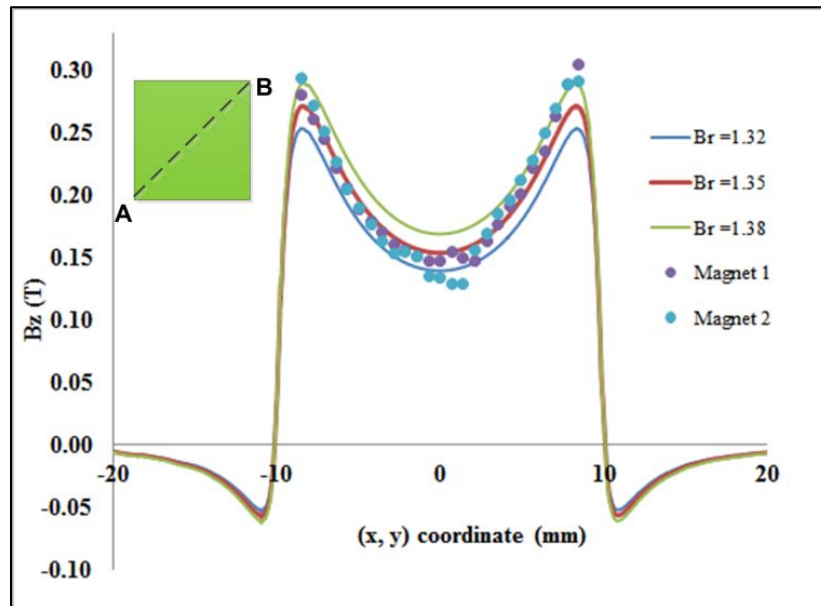 0.30
0.25
0.20
0.15
0.10
0.05
0.00
-0.05
-0.10
Bz (T)
-20
-10
0
10
20
(x, y) coordinate (mm)
A
B
Br =1.32
Br =1.35
Br =1.38
Magnet 1
Magnet 2